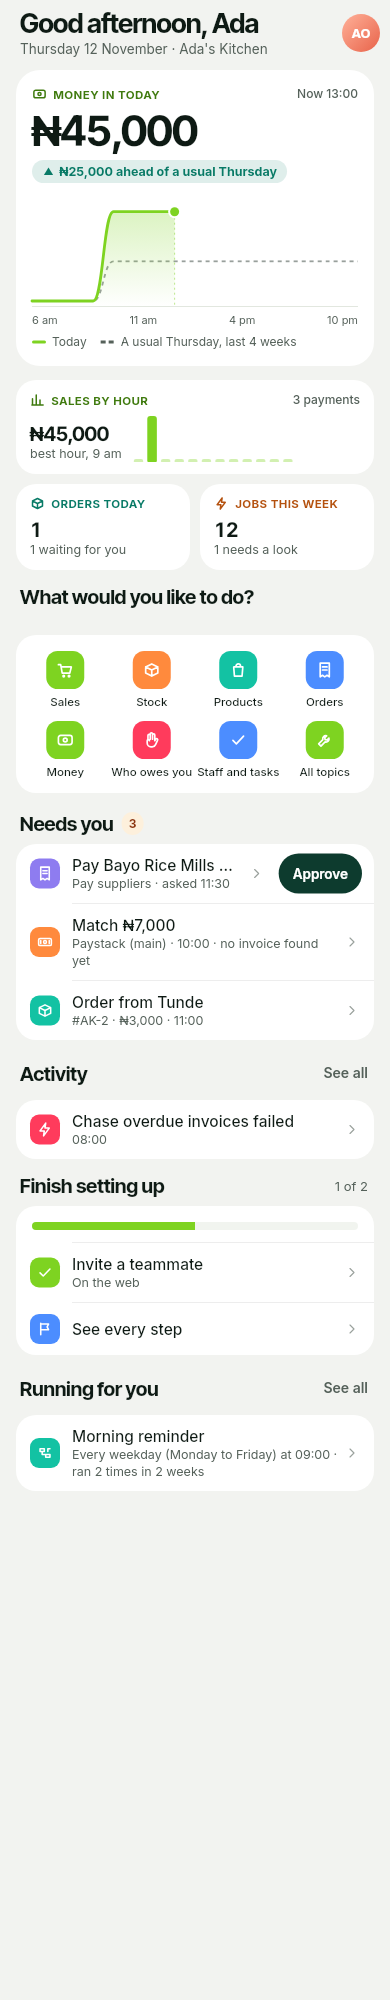 Good afternoon, Ada
Thursday 12 November · Ada's Kitchen
AO
MONEY IN TODAY
Now 13:00
₦45,000
▲ ₦25,000 ahead of a usual Thursday
6 am
11 am
4 pm
10 pm
Today
A usual Thursday, last 4 weeks
SALES BY HOUR
3 payments
₦45,000
best hour, 9 am
ORDERS TODAY
1
1 waiting for you
JOBS THIS WEEK
12
1 needs a look
What would you like to do?
Sales
Stock
Products
Orders
Money
Who owes you
Staff and tasks
All topics
Needs you
3
Pay Bayo Rice Mills ...
Pay suppliers · asked 11:30
Approve
Match ₦7,000
Paystack (main) · 10:00 · no invoice found
yet
Order from Tunde
#AK-2 · ₦3,000 · 11:00
Activity
See all
Chase overdue invoices failed
08:00
Finish setting up
1 of 2
Invite a teammate
On the web
See every step
Running for you
See all
Morning reminder
Every weekday (Monday to Friday) at 09:00 ·
ran 2 times in 2 weeks